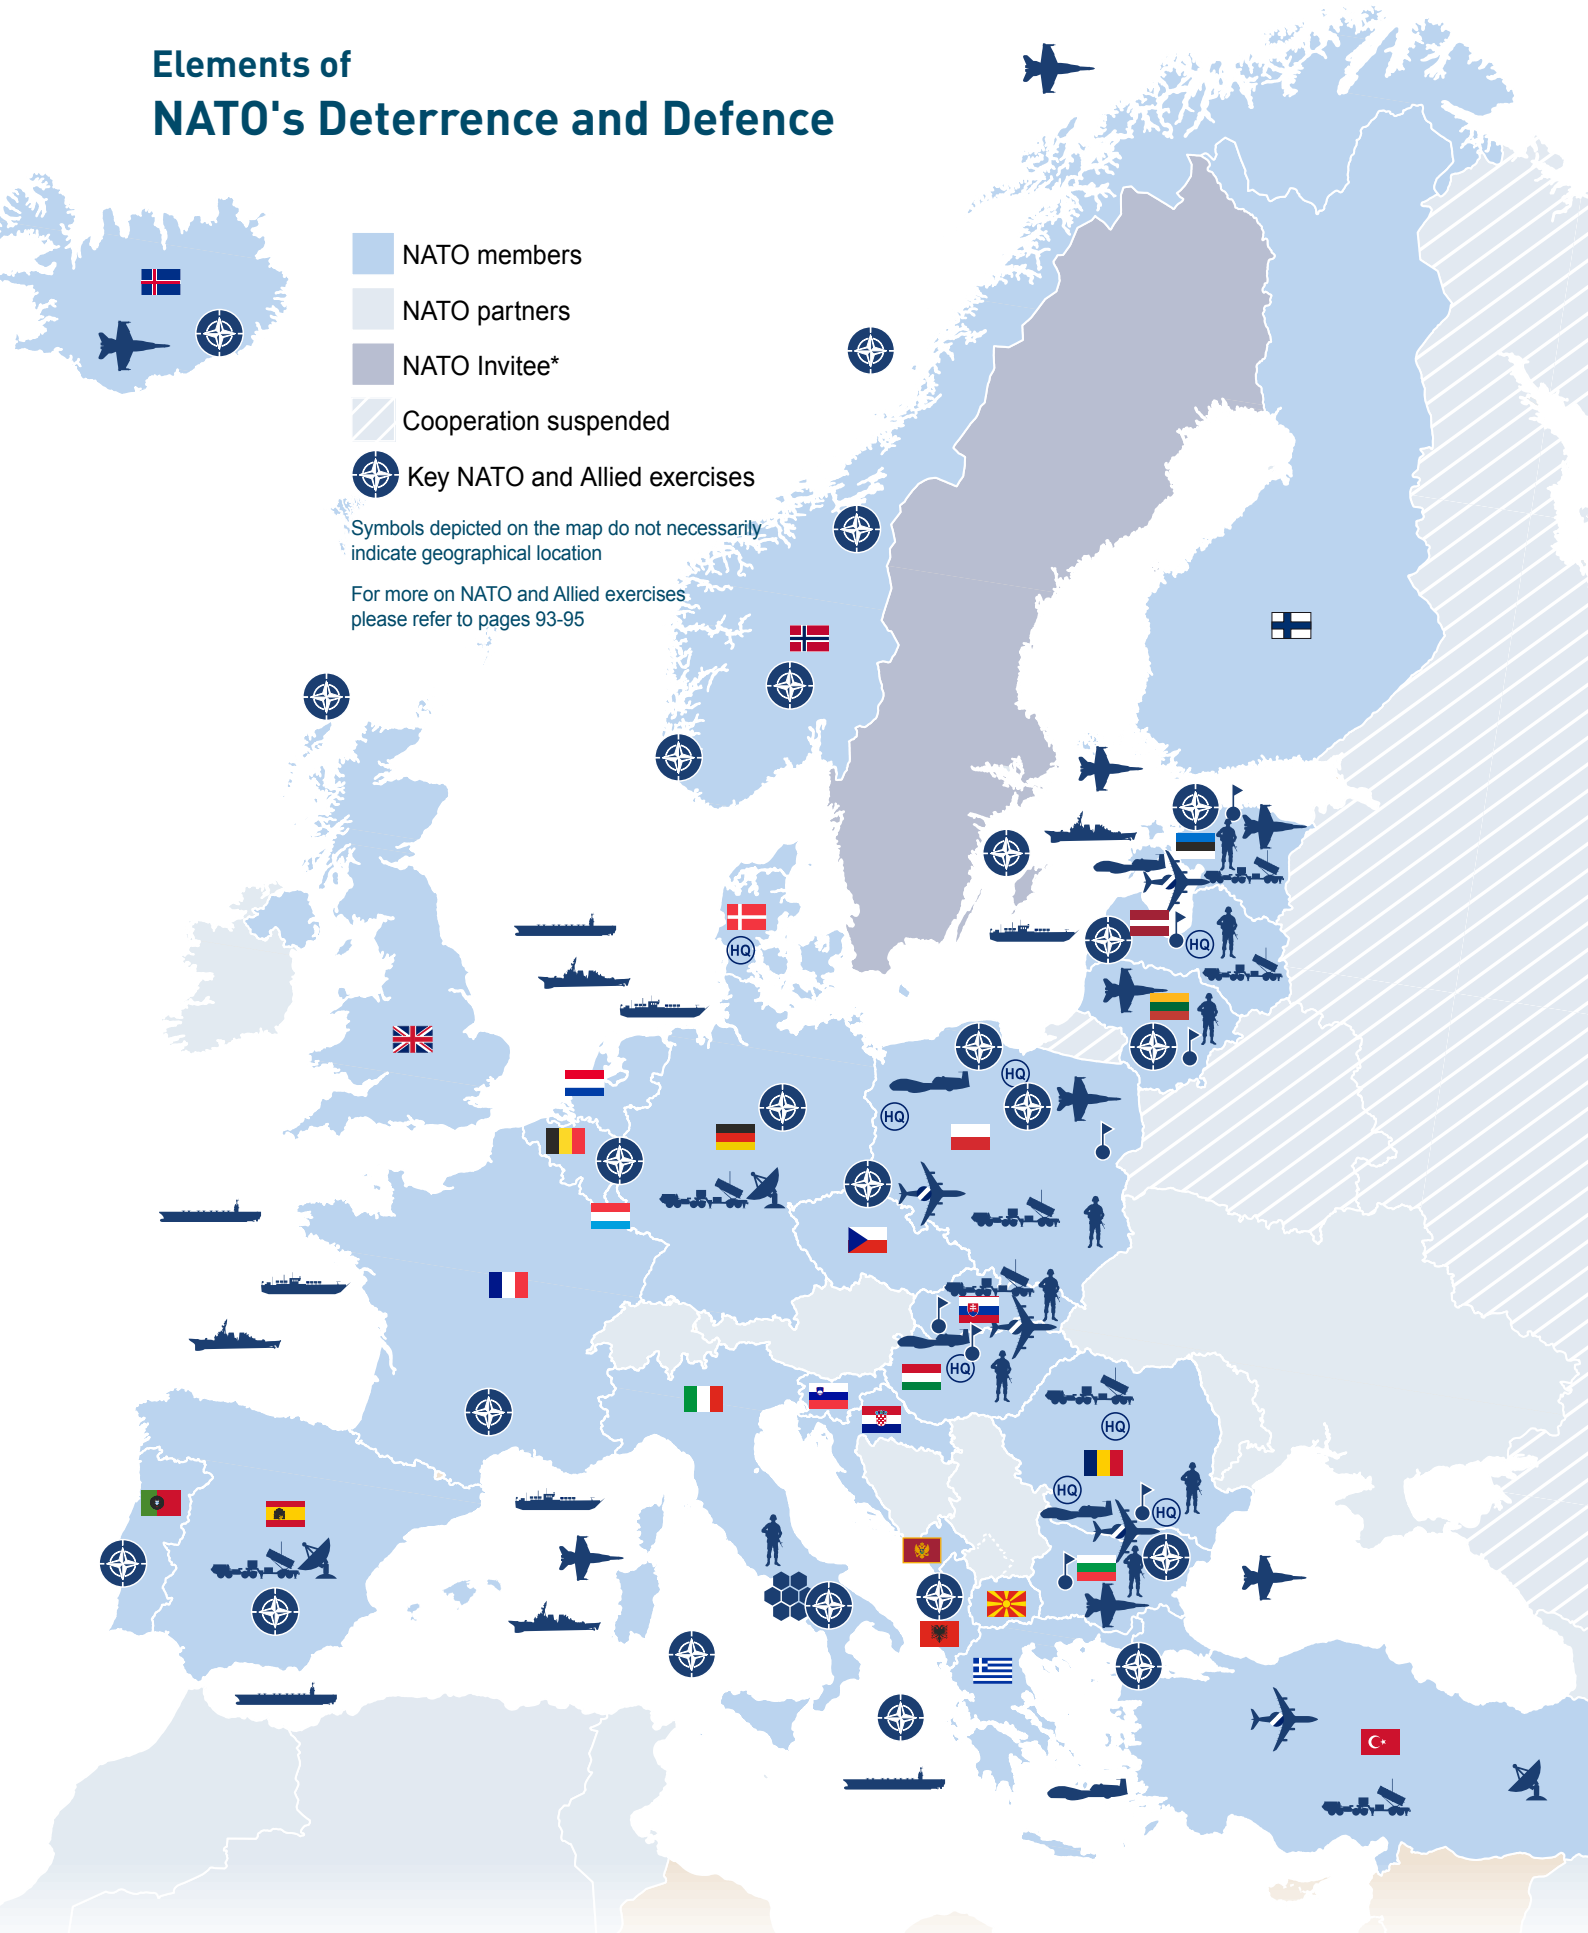 Elements of
NATO's Deterrence and Defence
NATO members
NATO partners
NATO Invitee*
Cooperation suspended
Key NATO and Allied exercises
Symbols depicted on the map do not necessarily
indicate geographical location
For more on NATO and Allied exercises
please refer to pages 93-95
HQ
HQ
HQ
HQ
HQ
HQ
HQ
HQ